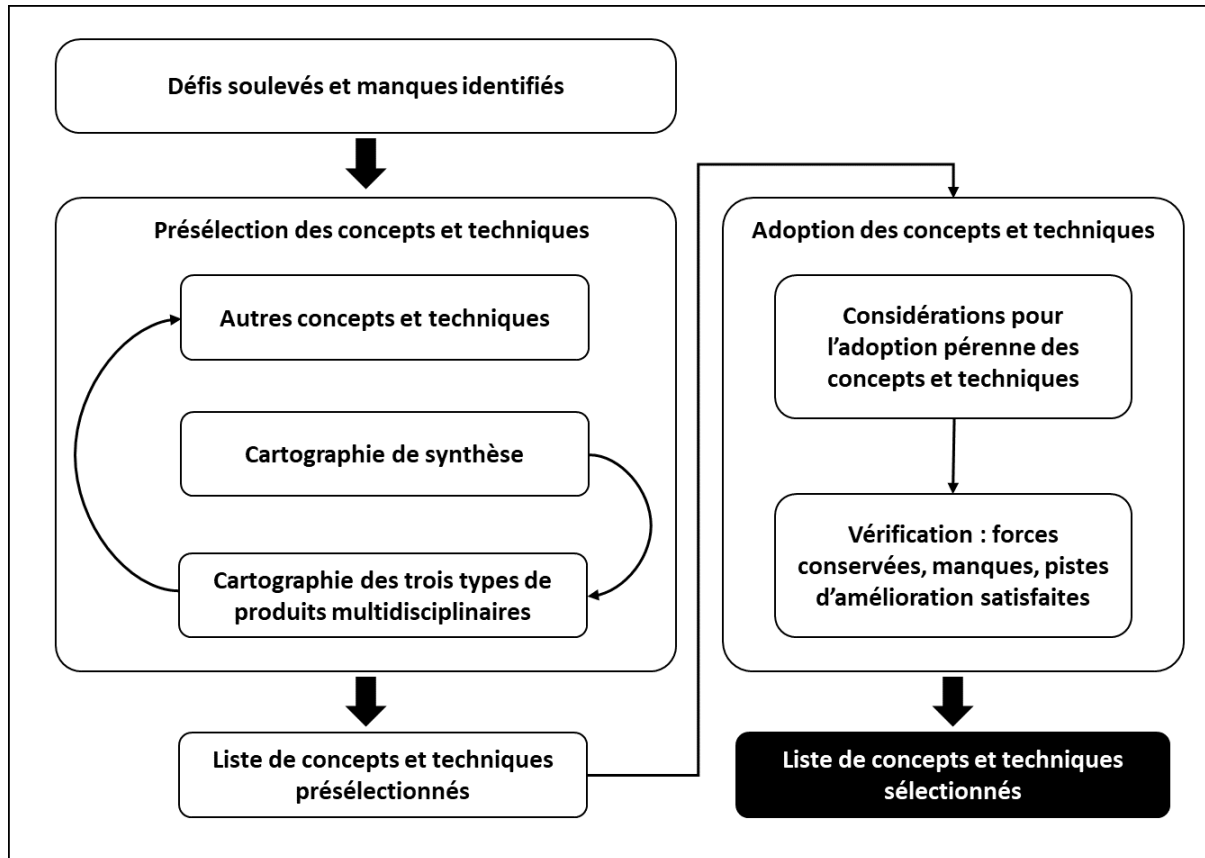 Défis soulevés et manques identifiés
Présélection des concepts et techniques
Autres concepts et techniques
Cartographie de synthèse
Cartographie des trois types de
produits multidisciplinaires
Liste de concepts et techniques
présélectionnés
Adoption des concepts et techniques
Considérations pour
l’adoption pérenne des
concepts et techniques
Vérification : forces
conservées, manques, pistes
d’amélioration satisfaites
Liste de concepts et techniques
sélectionnés